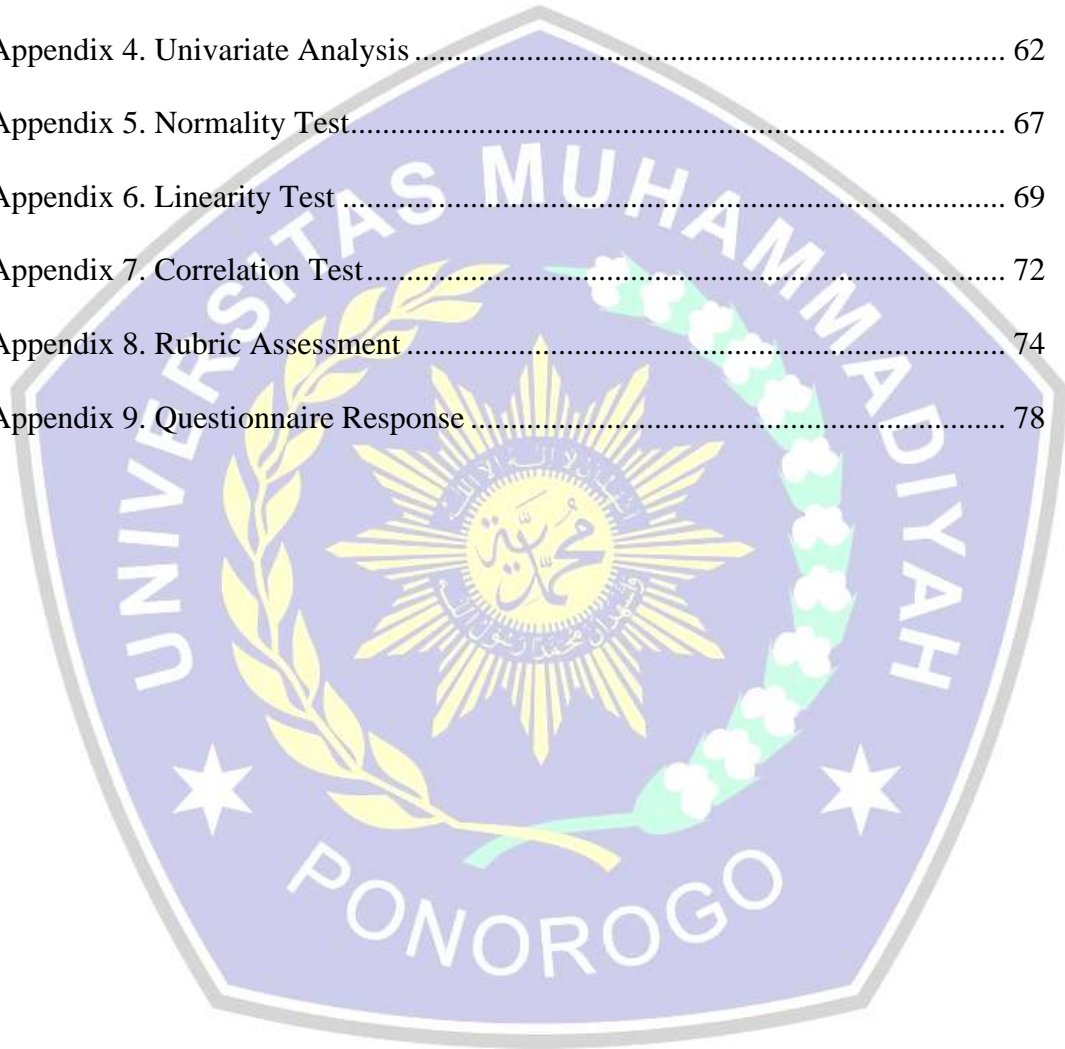 Appendix 4. Univariate Analysis ........................................................................ 62
Appendix 5. Normality Test................................................................................. 67
Appendix 6. Linearity Test .................................................................................. 69
Appendix 7. Correlation Test............................................................................... 72
Appendix 8. Rubric Assessment .......................................................................... 74
Appendix 9. Questionnaire Response .................................................................. 78
UNIVERSITAS MUHAMMADIYAH
PONOROGO
محمدية